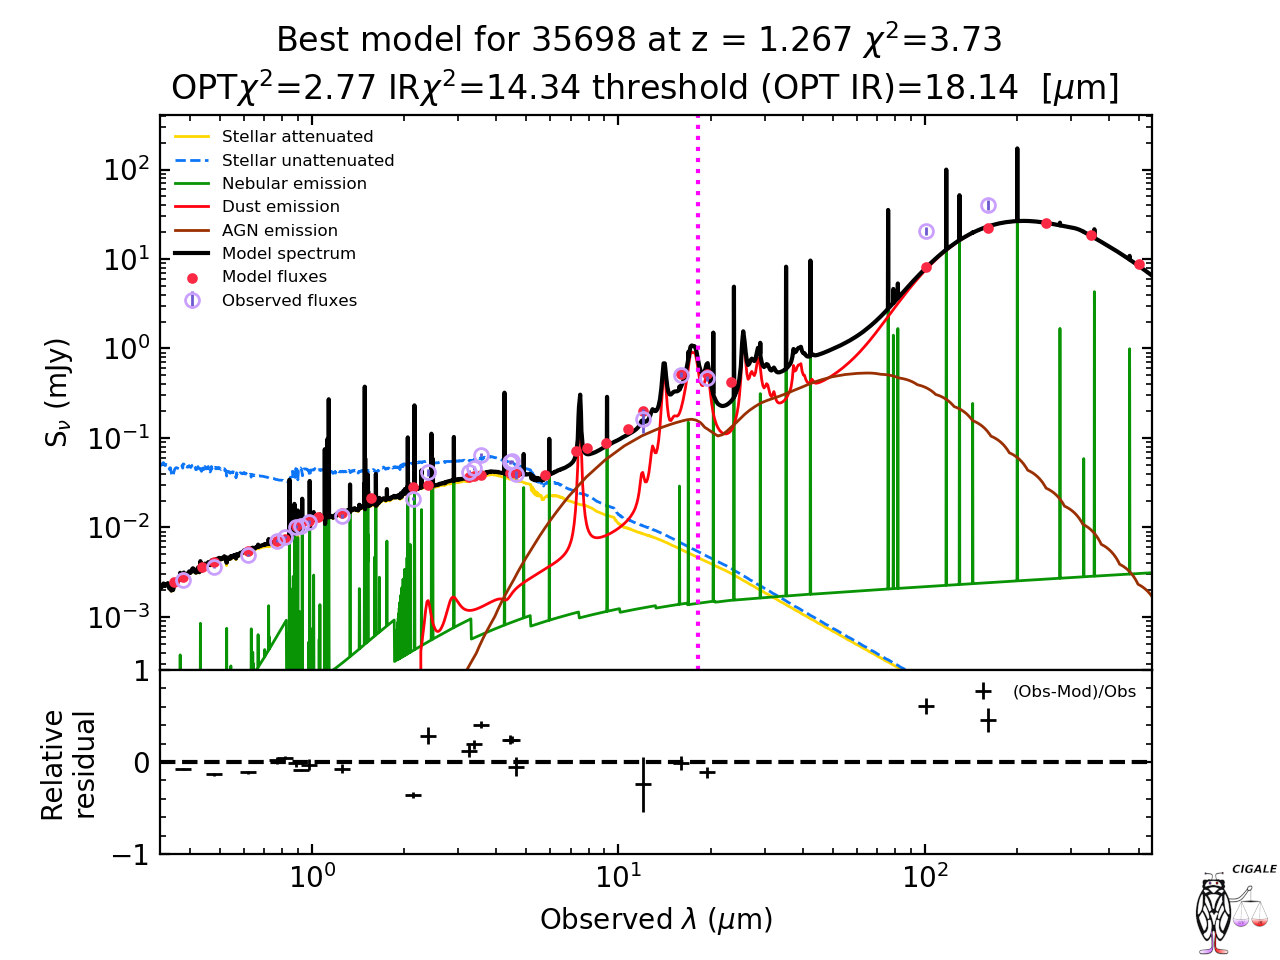 Best model for 35698 at z = 1.267 χ²=3.73
OPTχ²=2.77 IRχ²=14.34 threshold (OPT IR)=18.14 [μm]
Stellar attenuated
Stellar unattenuated
Nebular emission
Dust emission
AGN emission
Model spectrum
Model fluxes
Observed fluxes
10²
10¹
10⁰
10⁻¹
10⁻²
10⁻³
S_ν (mJy)
1
0
−1
Relative
residual
(Obs-Mod)/Obs
10⁰ 10¹ 10²
Observed λ (μm)
CIGALE